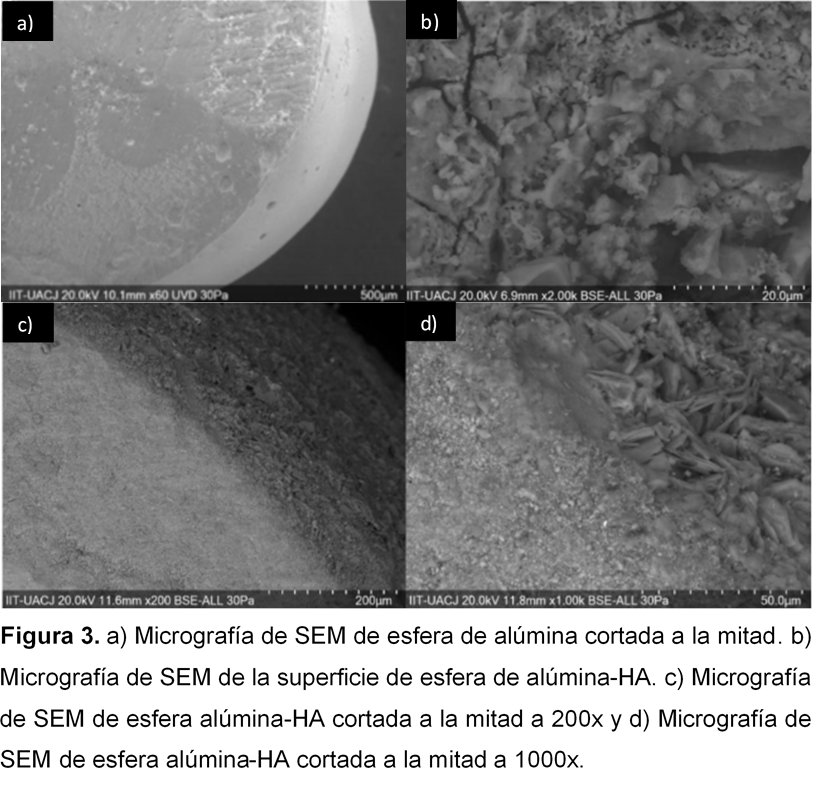 a)
b)
IIT-UACJ 20.0kV 10.1mm x60 UVD 30Pa 500µm
IIT-UACJ 20.0kV 6.9mm x2.00k BSE-ALL 30Pa 20.0µm
c)
d)
IIT-UACJ 20.0kV 11.6mm x200 BSE-ALL 30Pa 200µm
IIT-UACJ 20.0kV 11.8mm x1.00k BSE-ALL 30Pa 50.0µm
Figura 3. a) Micrografía de SEM de esfera de alúmina cortada a la mitad. b)
Micrografía de SEM de la superficie de esfera de alúmina-HA. c) Micrografía
de SEM de esfera alúmina-HA cortada a la mitad a 200x y d) Micrografía de
SEM de esfera alúmina-HA cortada a la mitad a 1000x.